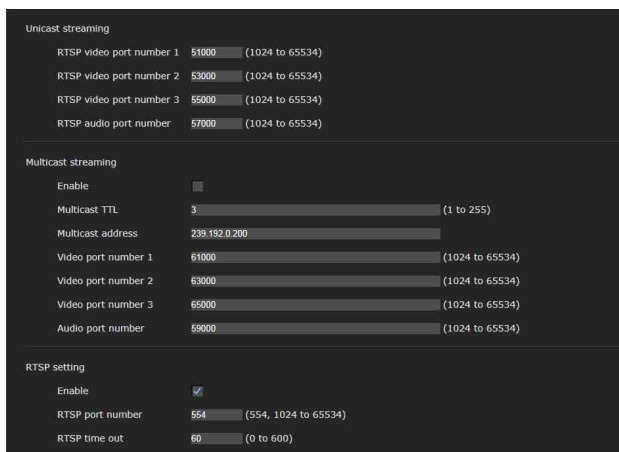 Unicast streaming
RTSP video port number 1 51000 (1024 to 65534)
RTSP video port number 2 53000 (1024 to 65534)
RTSP video port number 3 55000 (1024 to 65534)
RTSP audio port number 57000 (1024 to 65534)
Multicast streaming
Enable
Multicast TTL 3 (1 to 255)
Multicast address 239.192.0.200
Video port number 1 61000 (1024 to 65534)
Video port number 2 63000 (1024 to 65534)
Video port number 3 65000 (1024 to 65534)
Audio port number 59000 (1024 to 65534)
RTSP setting
Enable
RTSP port number 554 (554, 1024 to 65534)
RTSP time out 60 (0 to 600)